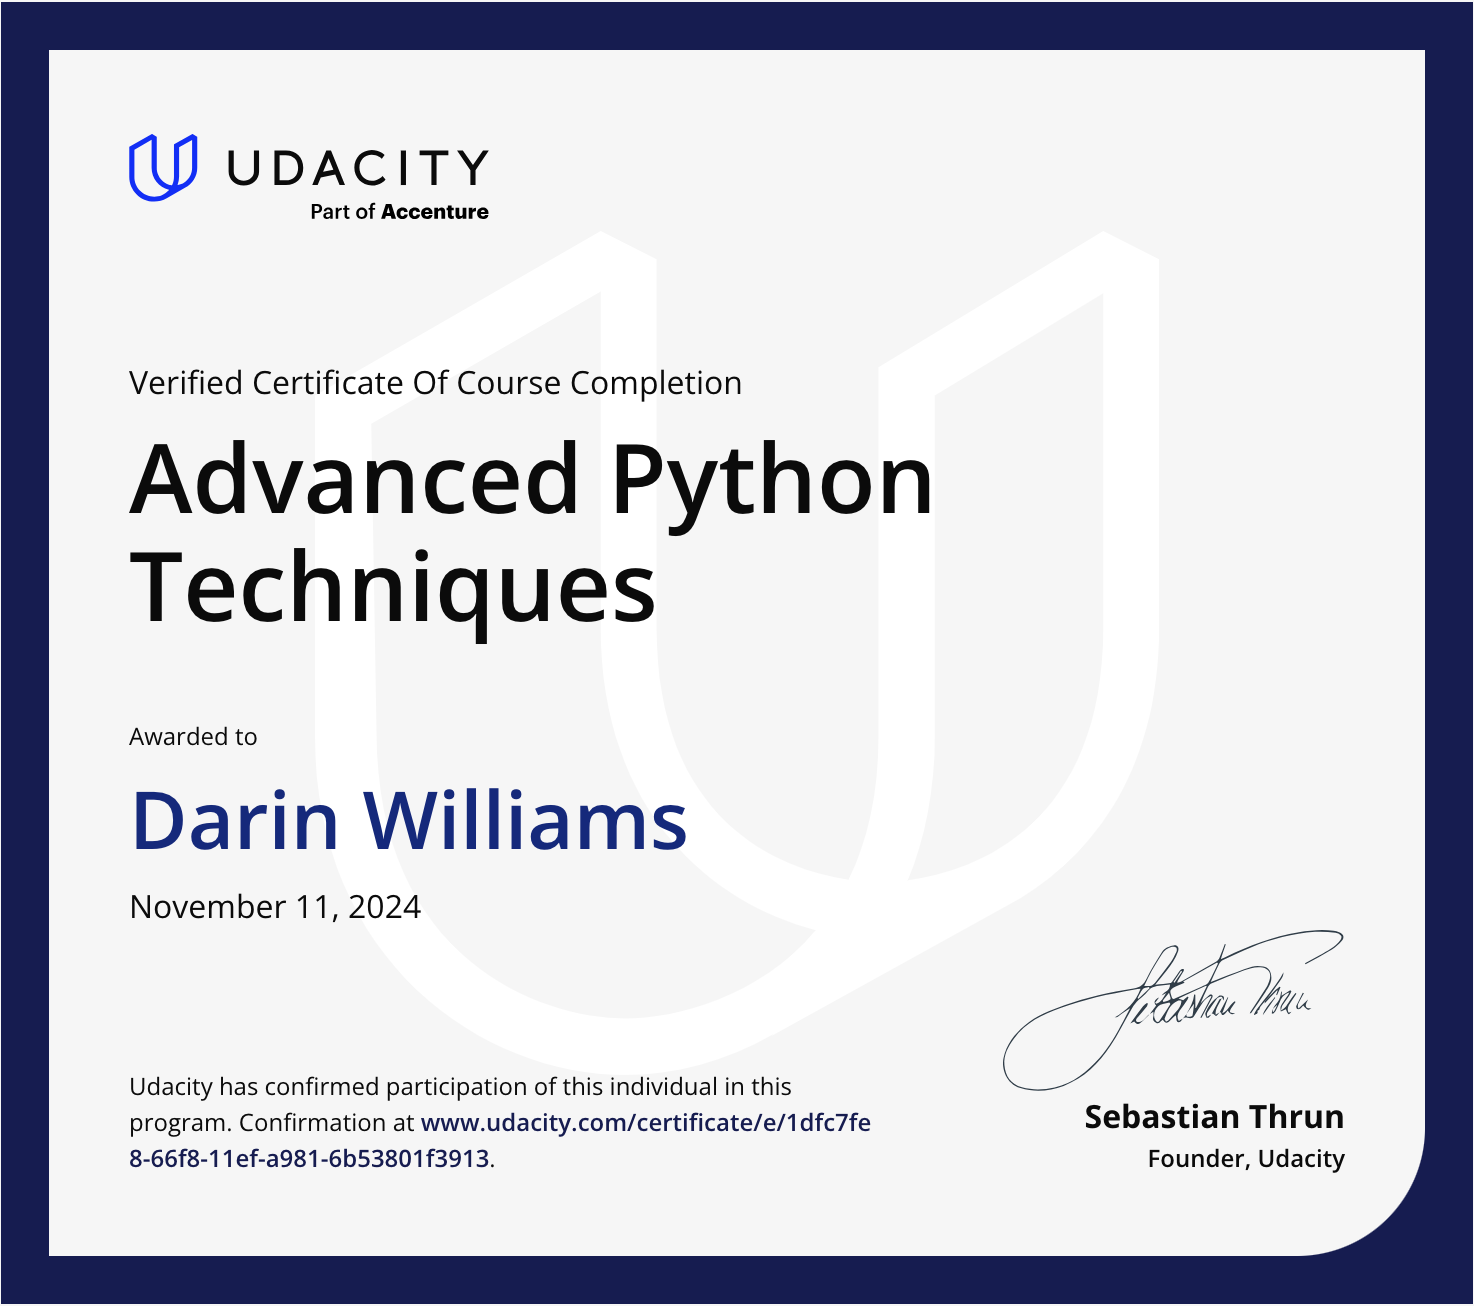 UDACITY
Part of Accenture
Verified Certificate Of Course Completion
Advanced Python
Techniques
Awarded to
Darin Williams
November 11, 2024
Sebastian Thrun
Udacity has confirmed participation of this individual in this
program. Confirmation at www.udacity.com/certificate/e/1dfc7fe
8-66f8-11ef-a981-6b53801f3913.
Sebastian Thrun
Founder, Udacity